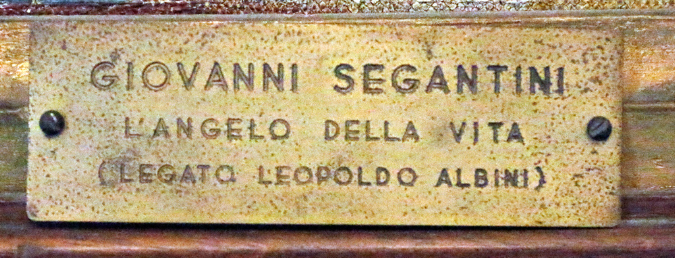 GIOVANNI SEGANTINI
L'ANGELO DELLA VITA
(LEGATO LEOPOLDO ALBINI)